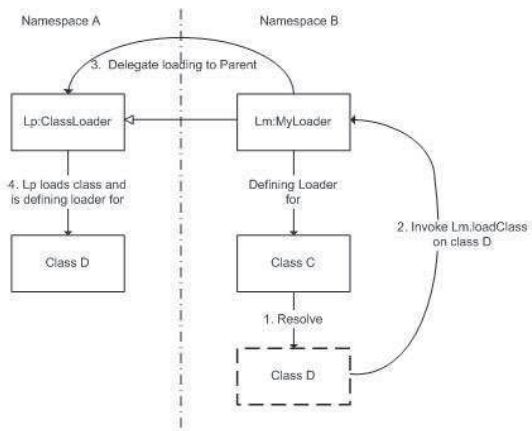 Namespace A
Namespace B
3. Delegate loading to Parent
Lp:ClassLoader
Lm:MyLoader
4. Lp loads class and
is defining loader for
Defining Loader
for
2. Invoke Lm.loadClass
on class D
Class D
Class C
1. Resolve
Class D